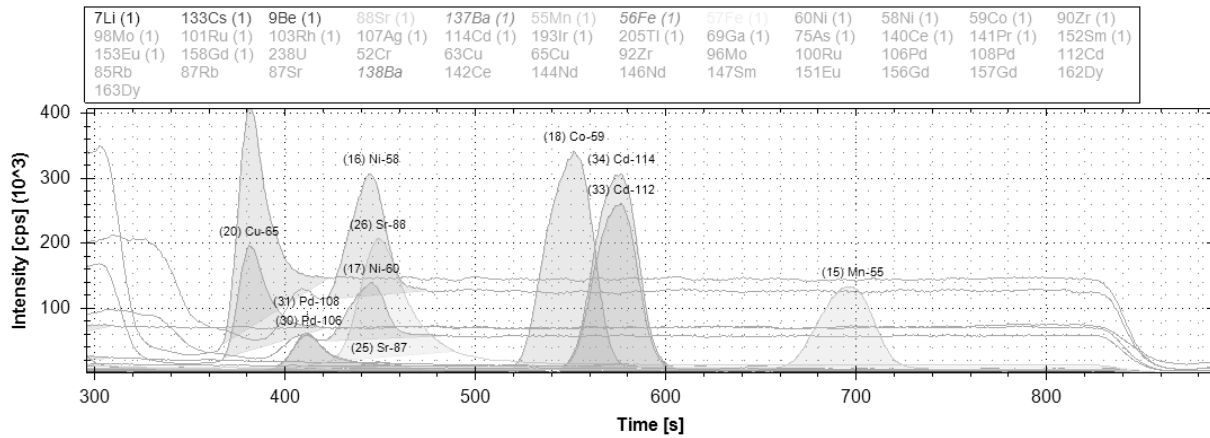 7Li (1) 133Cs (1) 9Be (1) 88Sr (1) 137Ba (1) 55Mn (1) 56Fe (1) 57Fe (1) 60Ni (1) 58Ni (1) 59Co (1) 90Zr (1)
98Mo (1) 101Ru (1) 103Rh (1) 107Ag (1) 114Cd (1) 193Ir (1) 205Tl (1) 69Ga (1) 75As (1) 140Ce (1) 141Pr (1) 152Sm (1)
153Eu (1) 158Gd (1) 238U 52Cr 63Cu 65Cu 92Zr 96Mo 100Ru 106Pd 108Pd 112Cd
85Rb 87Rb 87Sr 138Ba 142Ce 144Nd 146Nd 147Sm 151Eu 156Gd 157Gd 162Dy
163Dy
Intensity [cps] (10^3)
400
300
200
100
(18) Co-59
(16) Ni-58
(34) Cd-114
(33) Cd-112
(20) Cu-65
(26) Sr-88
(17) Ni-60
(15) Mn-55
(31) Pd-108
(30) Pd-106
(25) Sr-87
300 400 500 600 700 800
Time [s]